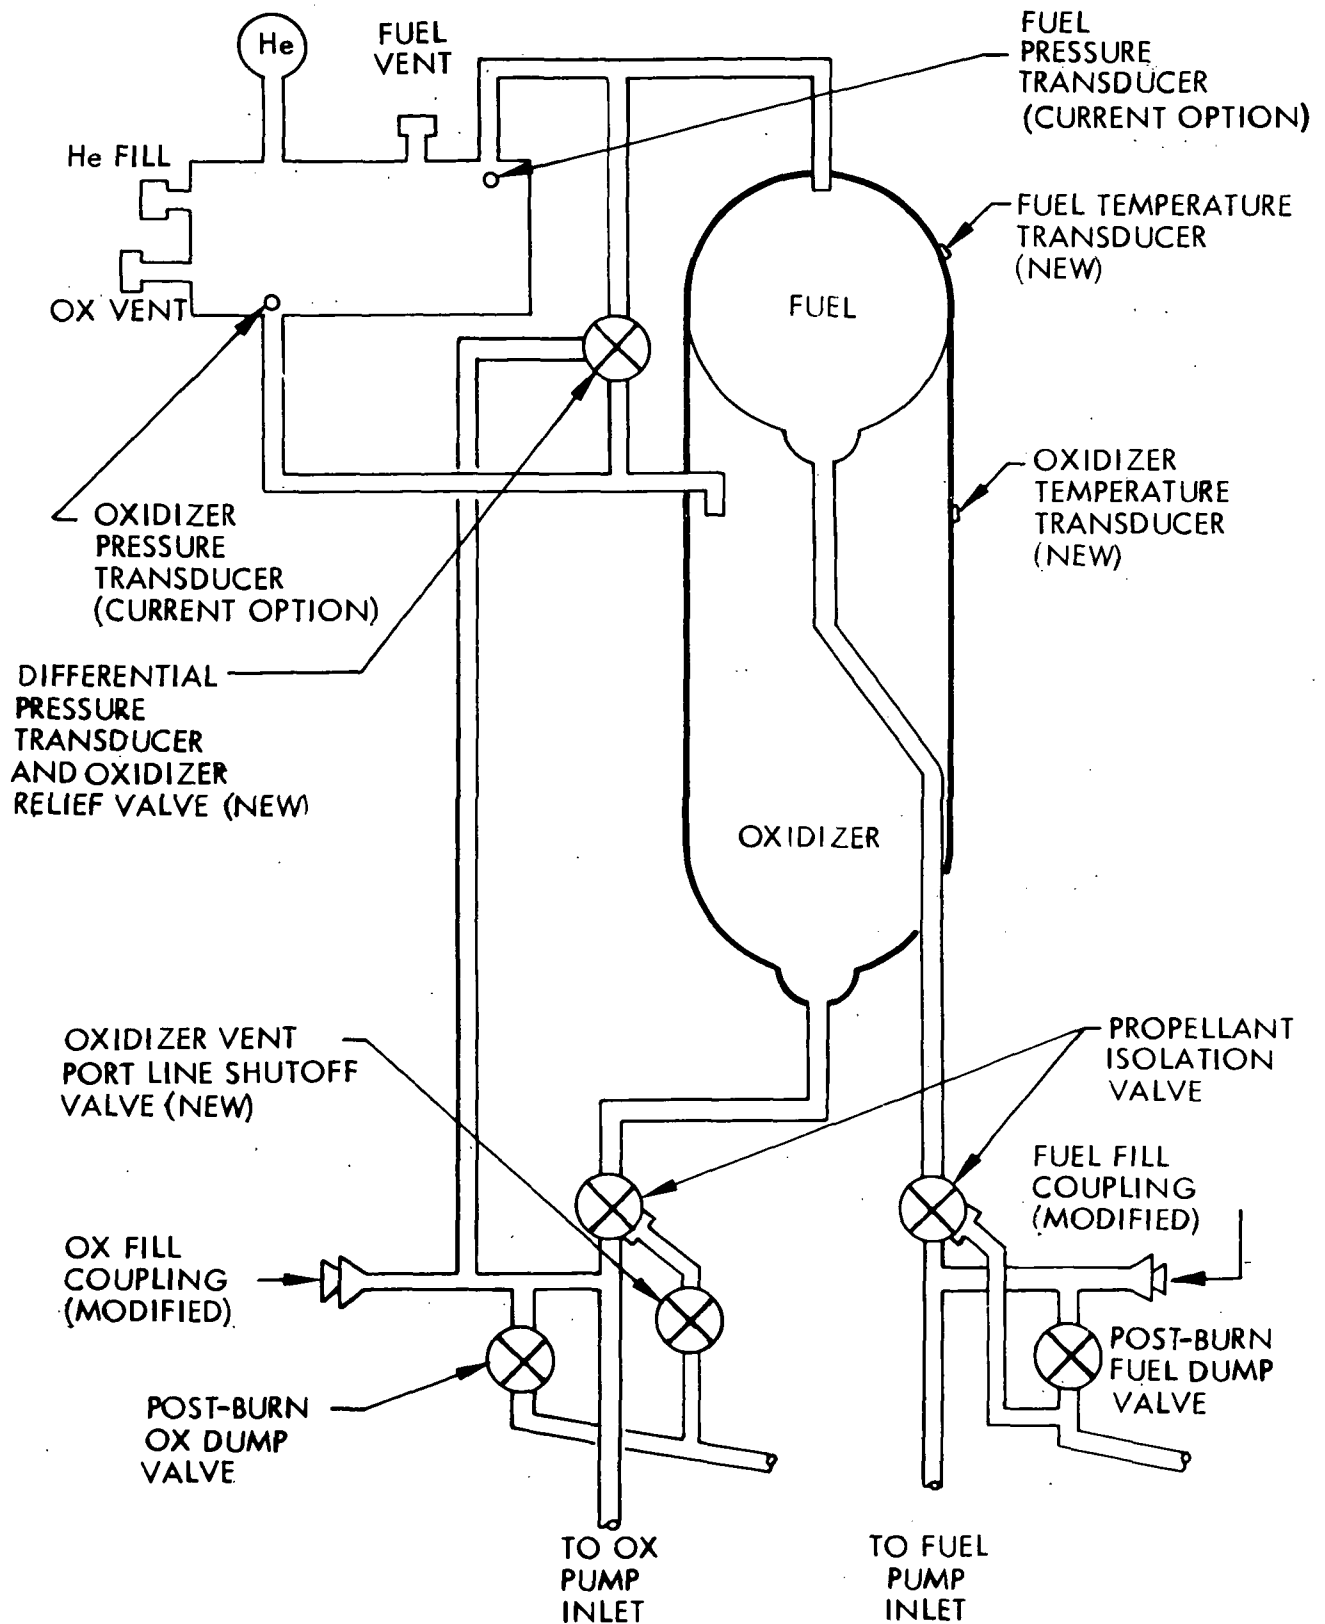 He
FUEL
VENT
FUEL
PRESSURE
TRANSDUCER
(CURRENT OPTION)
He FILL
OX VENT
FUEL TEMPERATURE
TRANSDUCER
(NEW)
FUEL
OXIDIZER
TEMPERATURE
TRANSDUCER
(NEW)
OXIDIZER
PRESSURE
TRANSDUCER
(CURRENT OPTION)
DIFFERENTIAL
PRESSURE
TRANSDUCER
AND OXIDIZER
RELIEF VALVE (NEW)
OXIDIZER
OXIDIZER VENT
PORT LINE SHUTOFF
VALVE (NEW)
PROPELLANT
ISOLATION
VALVE
FUEL FILL
COUPLING
(MODIFIED)
OX FILL
COUPLING
(MODIFIED)
POST-BURN
FUEL DUMP
VALVE
POST-BURN
OX DUMP
VALVE
TO OX
PUMP
INLET
TO FUEL
PUMP
INLET